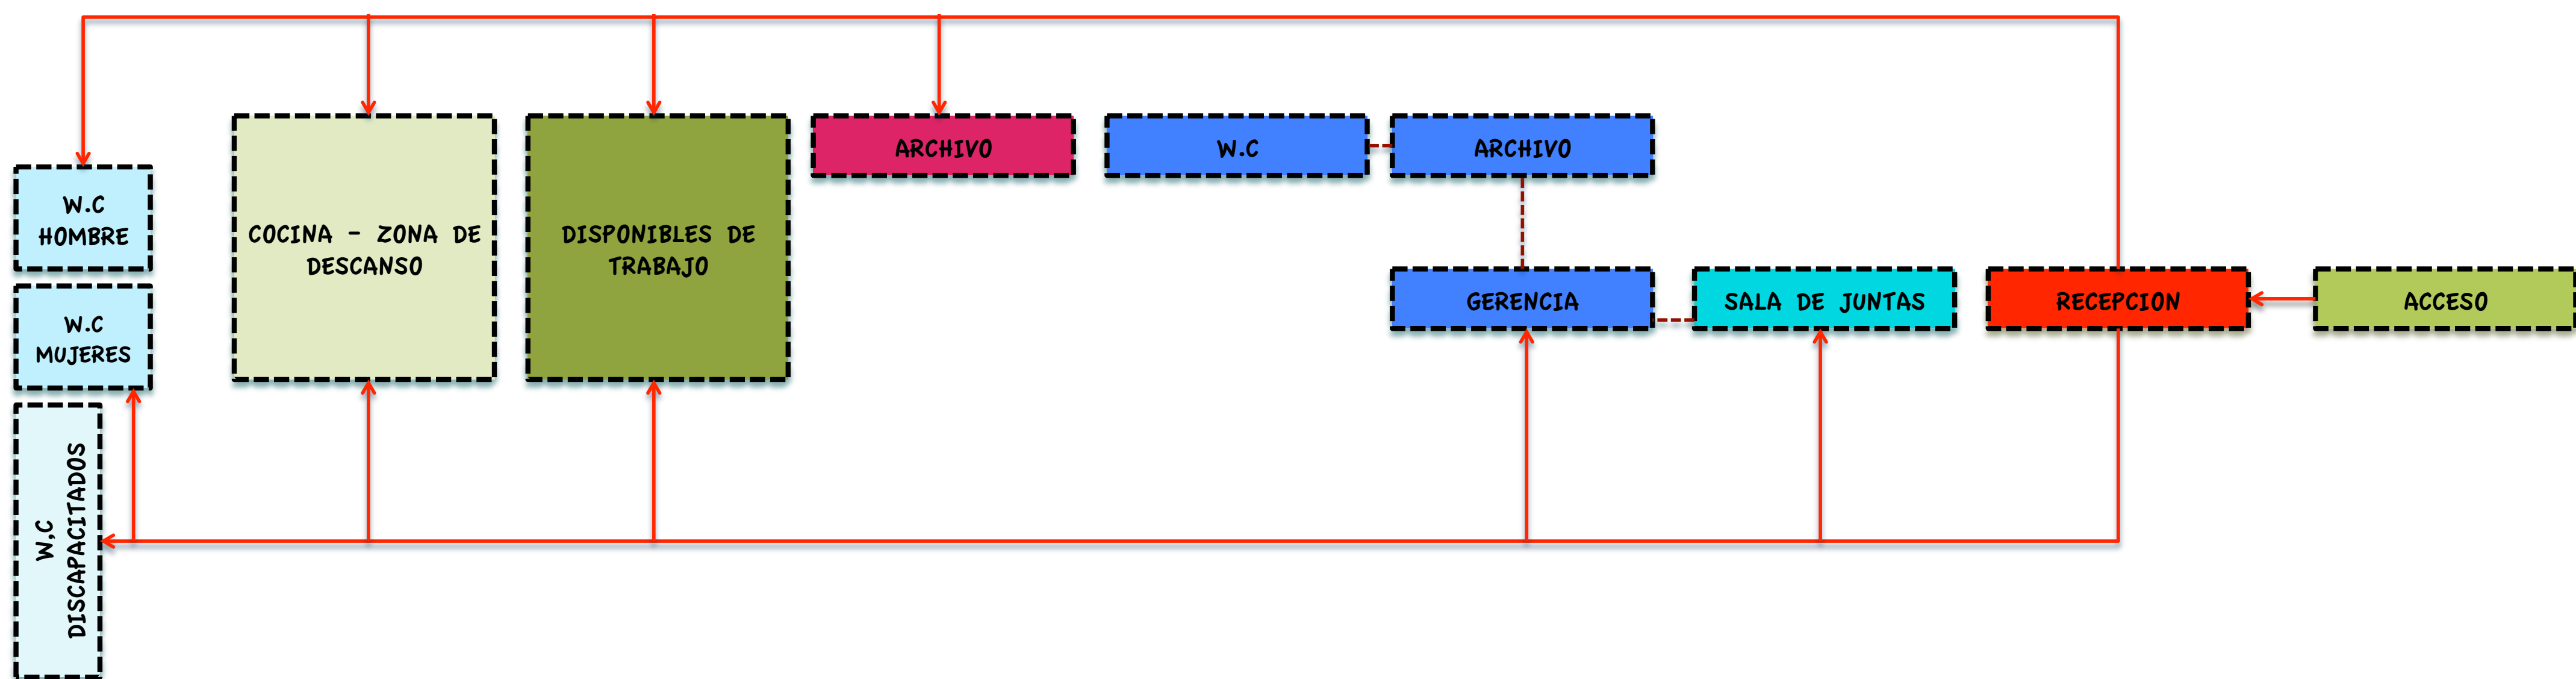 W.C
HOMBRE
W.C
MUJERES
W,C
DISCAPACITADOS
COCINA - ZONA DE
DESCANSO
DISPONIBLES DE
TRABAJO
ARCHIVO
W.C
ARCHIVO
GERENCIA
SALA DE JUNTAS
RECEPCION
ACCESO